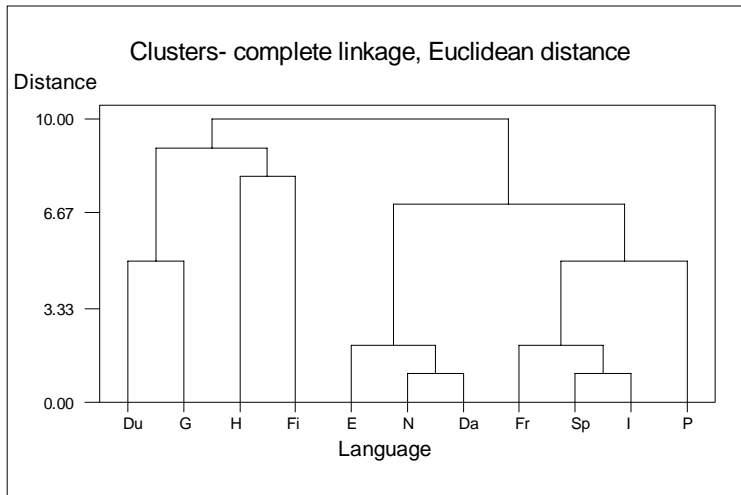 Clusters- complete linkage, Euclidean distance
Distance
10.00
6.67
3.33
0.00
Du G H Fi E N Da Fr Sp I P
Language